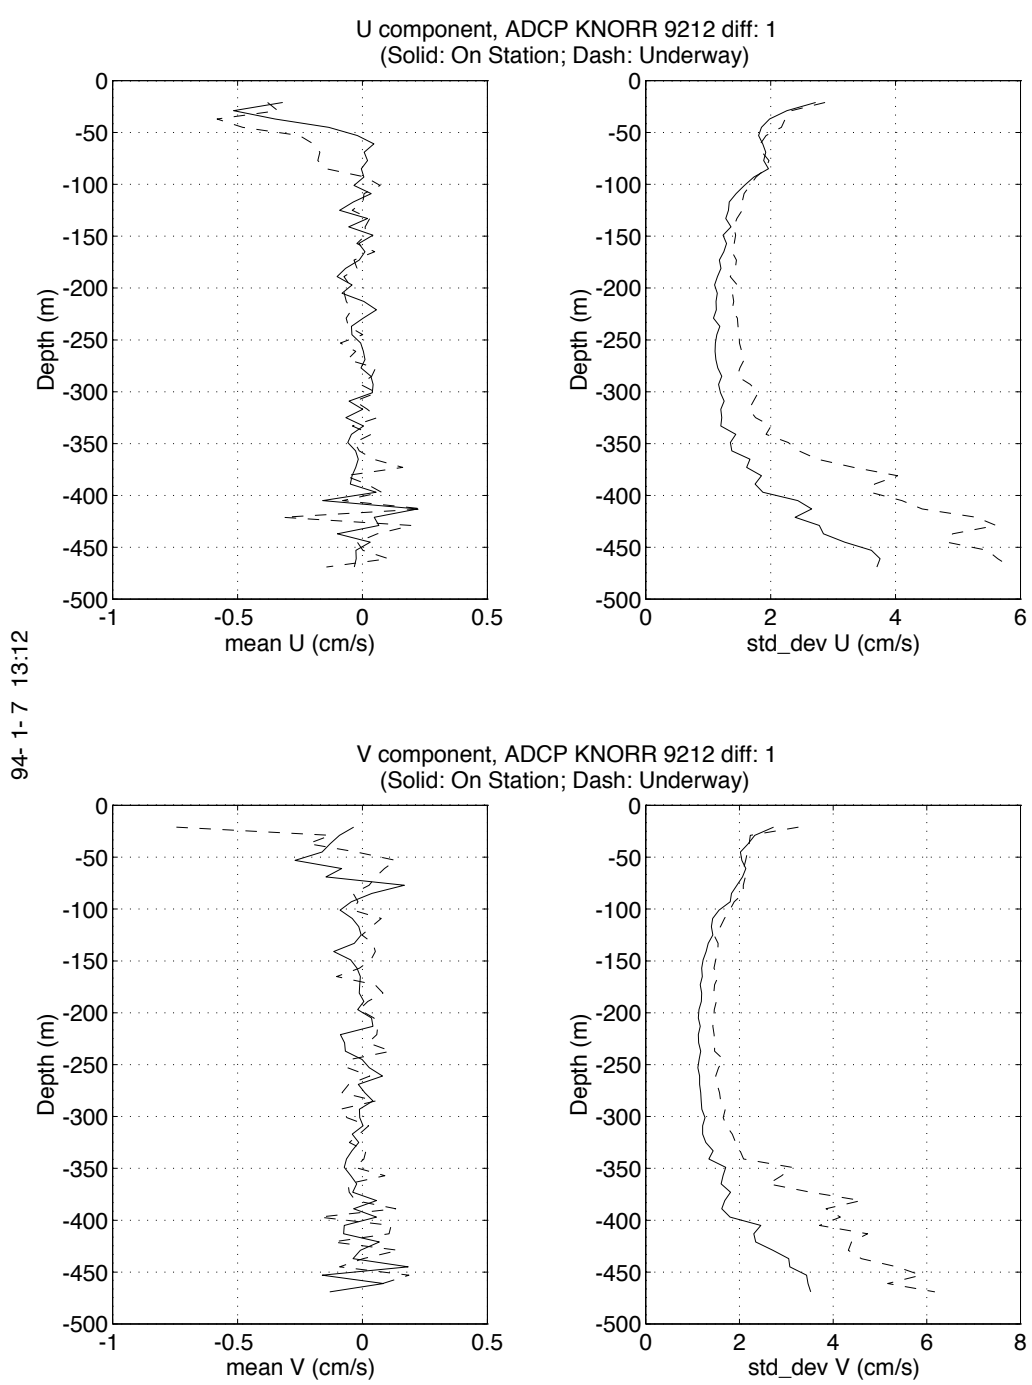 U component, ADCP KNORR 9212 diff: 1
(Solid: On Station; Dash: Underway)
0
-50
-100
-150
-200
-250
-300
-350
-400
-450
-500
Depth (m)
-1 -0.5 0 0.5
mean U (cm/s)
0
-50
-100
-150
-200
-250
-300
-350
-400
-450
-500
Depth (m)
0 2 4 6
std_dev U (cm/s)
94- 1- 7 13:12
V component, ADCP KNORR 9212 diff: 1
(Solid: On Station; Dash: Underway)
0
-50
-100
-150
-200
-250
-300
-350
-400
-450
-500
Depth (m)
-1 -0.5 0 0.5
mean V (cm/s)
0
-50
-100
-150
-200
-250
-300
-350
-400
-450
-500
Depth (m)
0 2 4 6 8
std_dev V (cm/s)